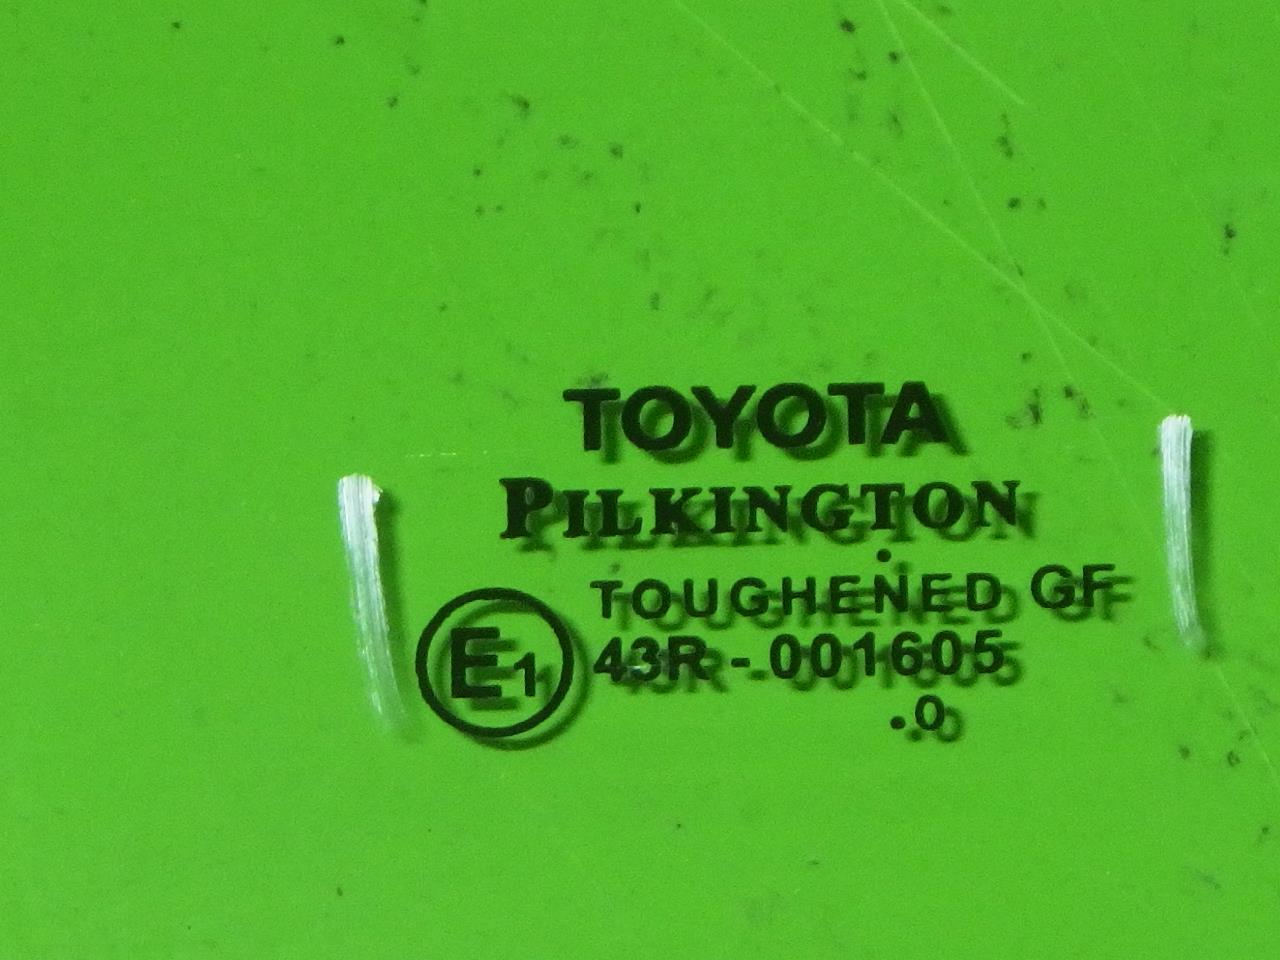 TOYOTA
PILKINGTON
.
TOUGHENED GF
E1 43R - 001605
.0